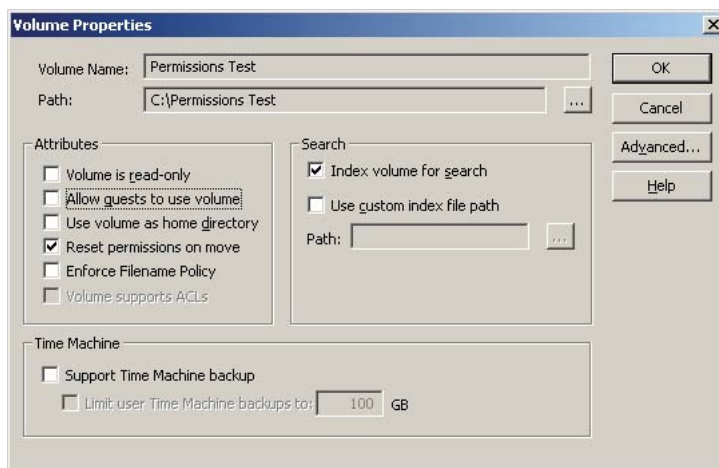 Volume Properties
Volume Name: Permissions Test
OK
Path: C:\Permissions Test ...
Cancel
Advanced...
Help
Attributes
Volume is read-only
Allow guests to use volume
Use volume as home directory
Reset permissions on move
Enforce Filename Policy
Volume supports ACLs
Search
Index volume for search
Use custom index file path
Path: ...
Time Machine
Support Time Machine backup
Limit user Time Machine backups to: 100 GB